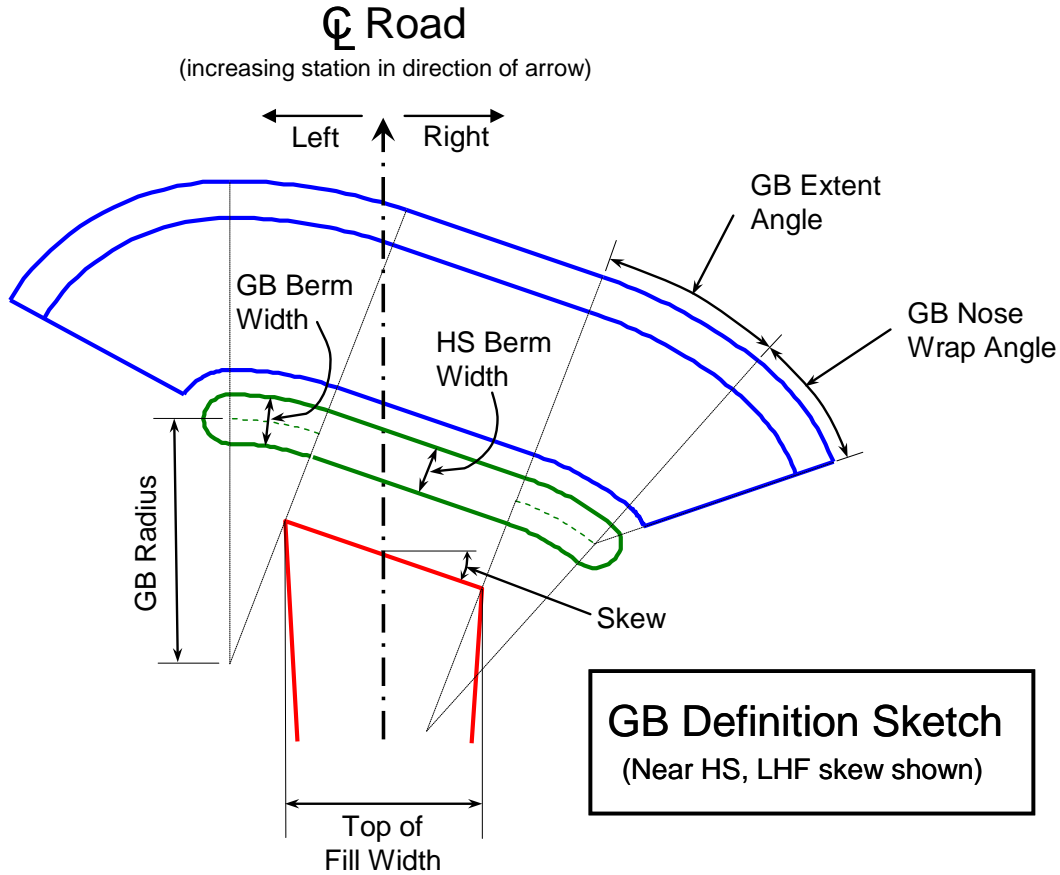 ℄ Road
(increasing station in direction of arrow)
Left
Right
GB Extent
Angle
GB Berm
Width
GB Nose
Wrap Angle
HS Berm
Width
GB Radius
Skew
GB Definition Sketch
(Near HS, LHF skew shown)
Top of
Fill Width